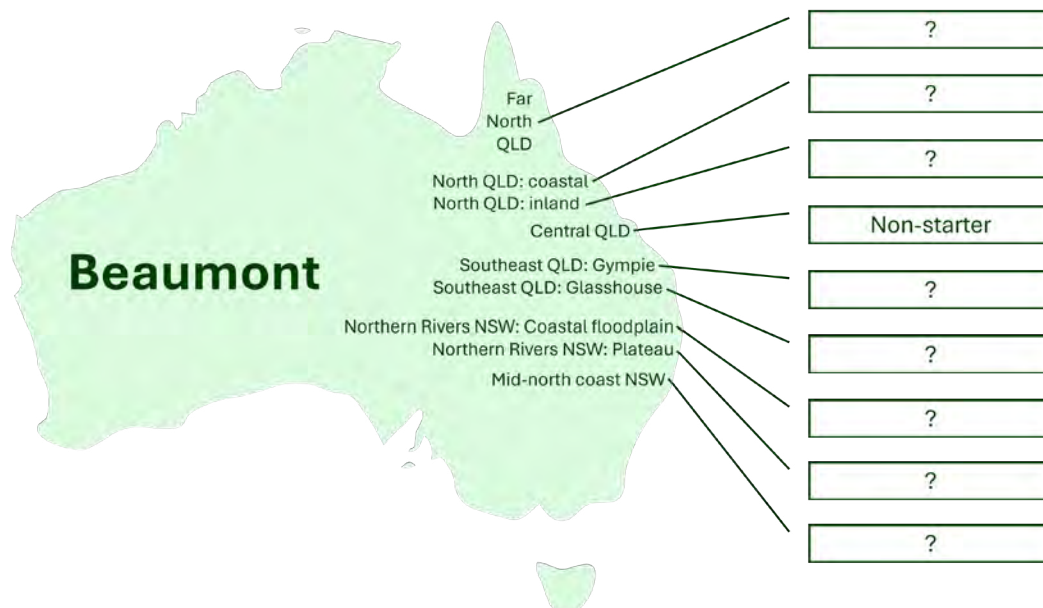 ?
Far
North
QLD
?
?
North QLD: coastal
North QLD: inland
Central QLD
Non-starter
Beaumont
Southeast QLD: Gympie
Southeast QLD: Glasshouse
?
?
Northern Rivers NSW: Coastal floodplain
Northern Rivers NSW: Plateau
Mid-north coast NSW
?
?
?